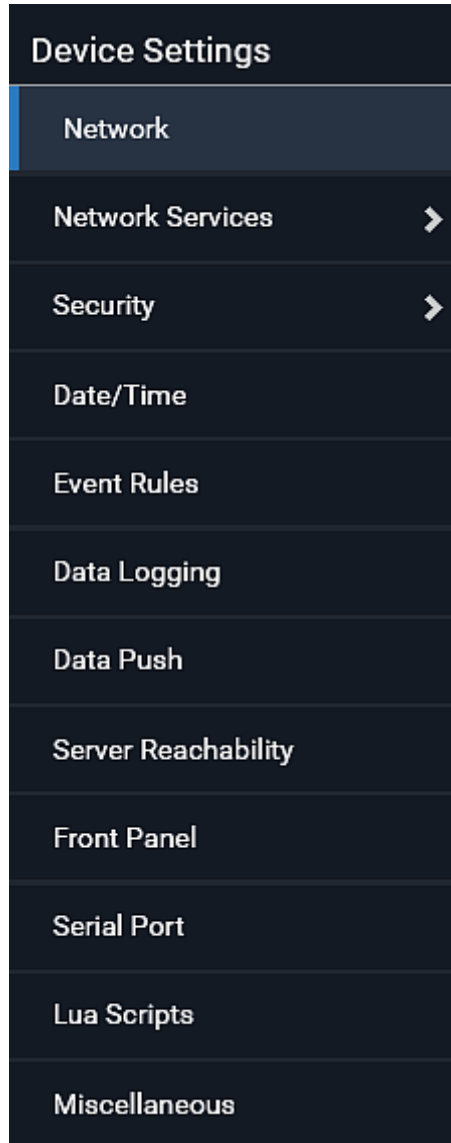 Device Settings
Network
Network Services
Security
Date/Time
Event Rules
Data Logging
Data Push
Server Reachability
Front Panel
Serial Port
Lua Scripts
Miscellaneous